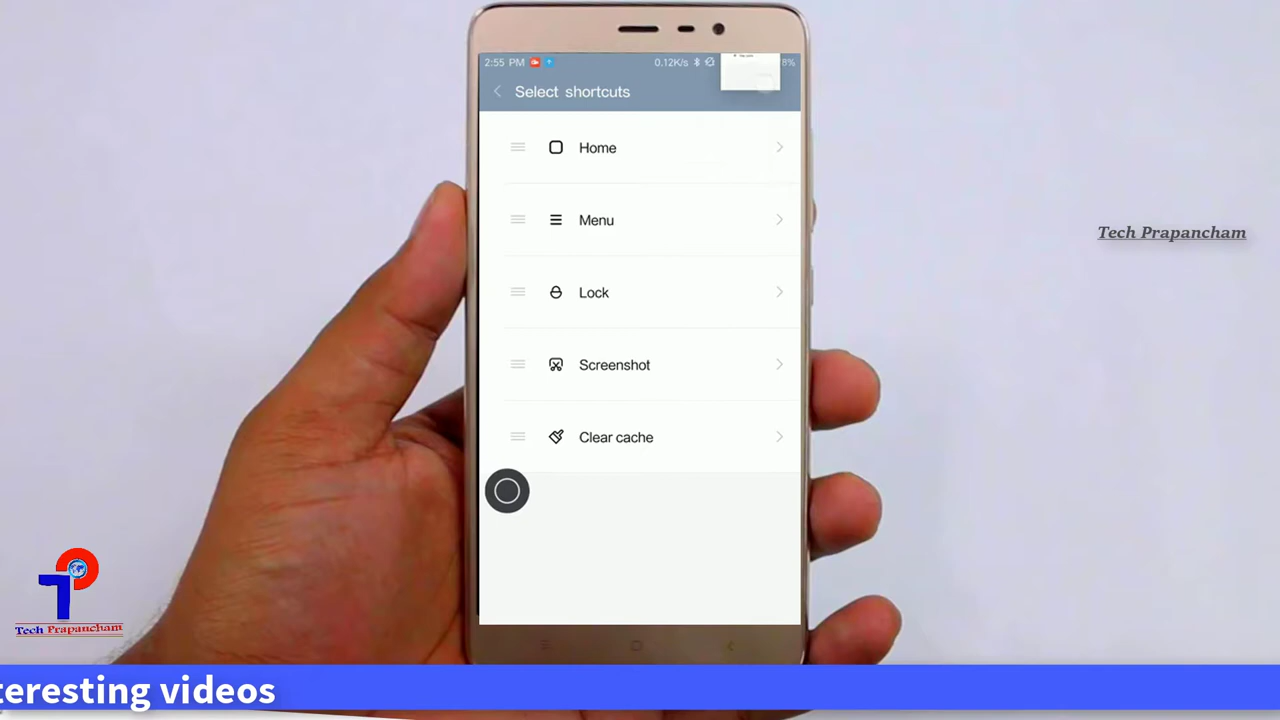 2:55 PM
0.12K/s
8%
Select shortcuts
Home
Menu
Lock
Screenshot
Clear cache
Tech Prapancham
Tech Prapancham
teresting videos